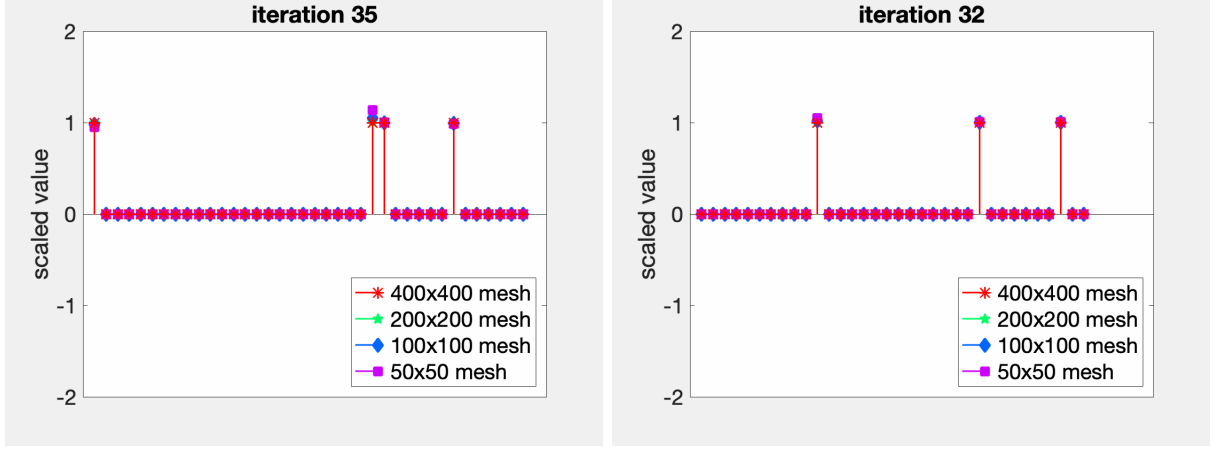 iteration 35
2
1
0
-1
-2
scaled value
400x400 mesh
200x200 mesh
100x100 mesh
50x50 mesh
iteration 32
2
1
0
-1
-2
scaled value
400x400 mesh
200x200 mesh
100x100 mesh
50x50 mesh